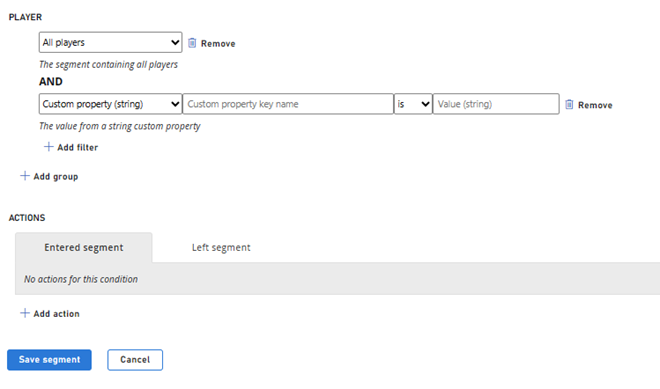 PLAYER
All players Remove
The segment containing all players
AND
Custom property (string) Custom property key name is Value (string) Remove
The value from a string custom property
Add filter
Add group
ACTIONS
Entered segment Left segment
No actions for this condition
Add action
Save segment Cancel